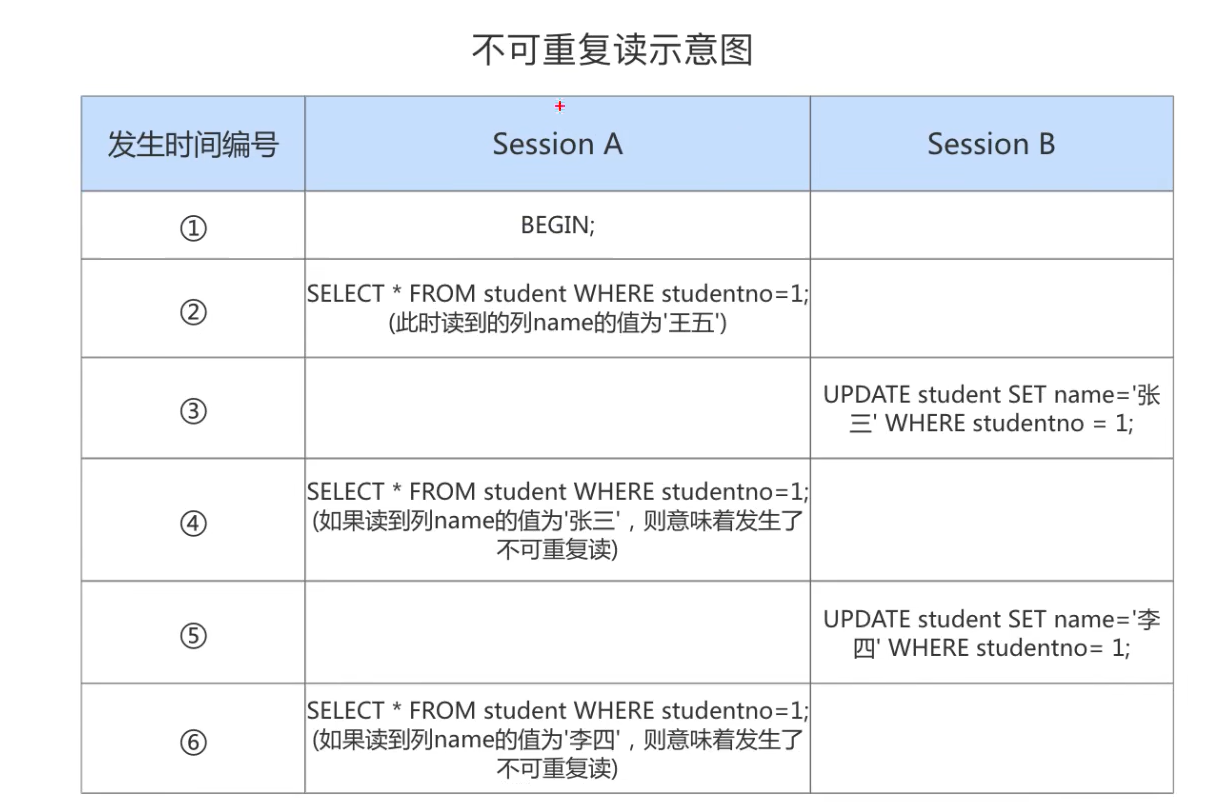 不可重复读示意图
发生时间编号
Session A
Session B
①
BEGIN;
②
SELECT * FROM student WHERE studentno=1;
(此时读到的列name的值为'王五')
③
UPDATE student SET name='张
三' WHERE studentno = 1;
④
SELECT * FROM student WHERE studentno=1;
(如果读到列name的值为'张三'，则意味着发生了
不可重复读)
⑤
UPDATE student SET name='李
四' WHERE studentno= 1;
⑥
SELECT * FROM student WHERE studentno=1;
(如果读到列name的值为'李四'，则意味着发生了
不可重复读)